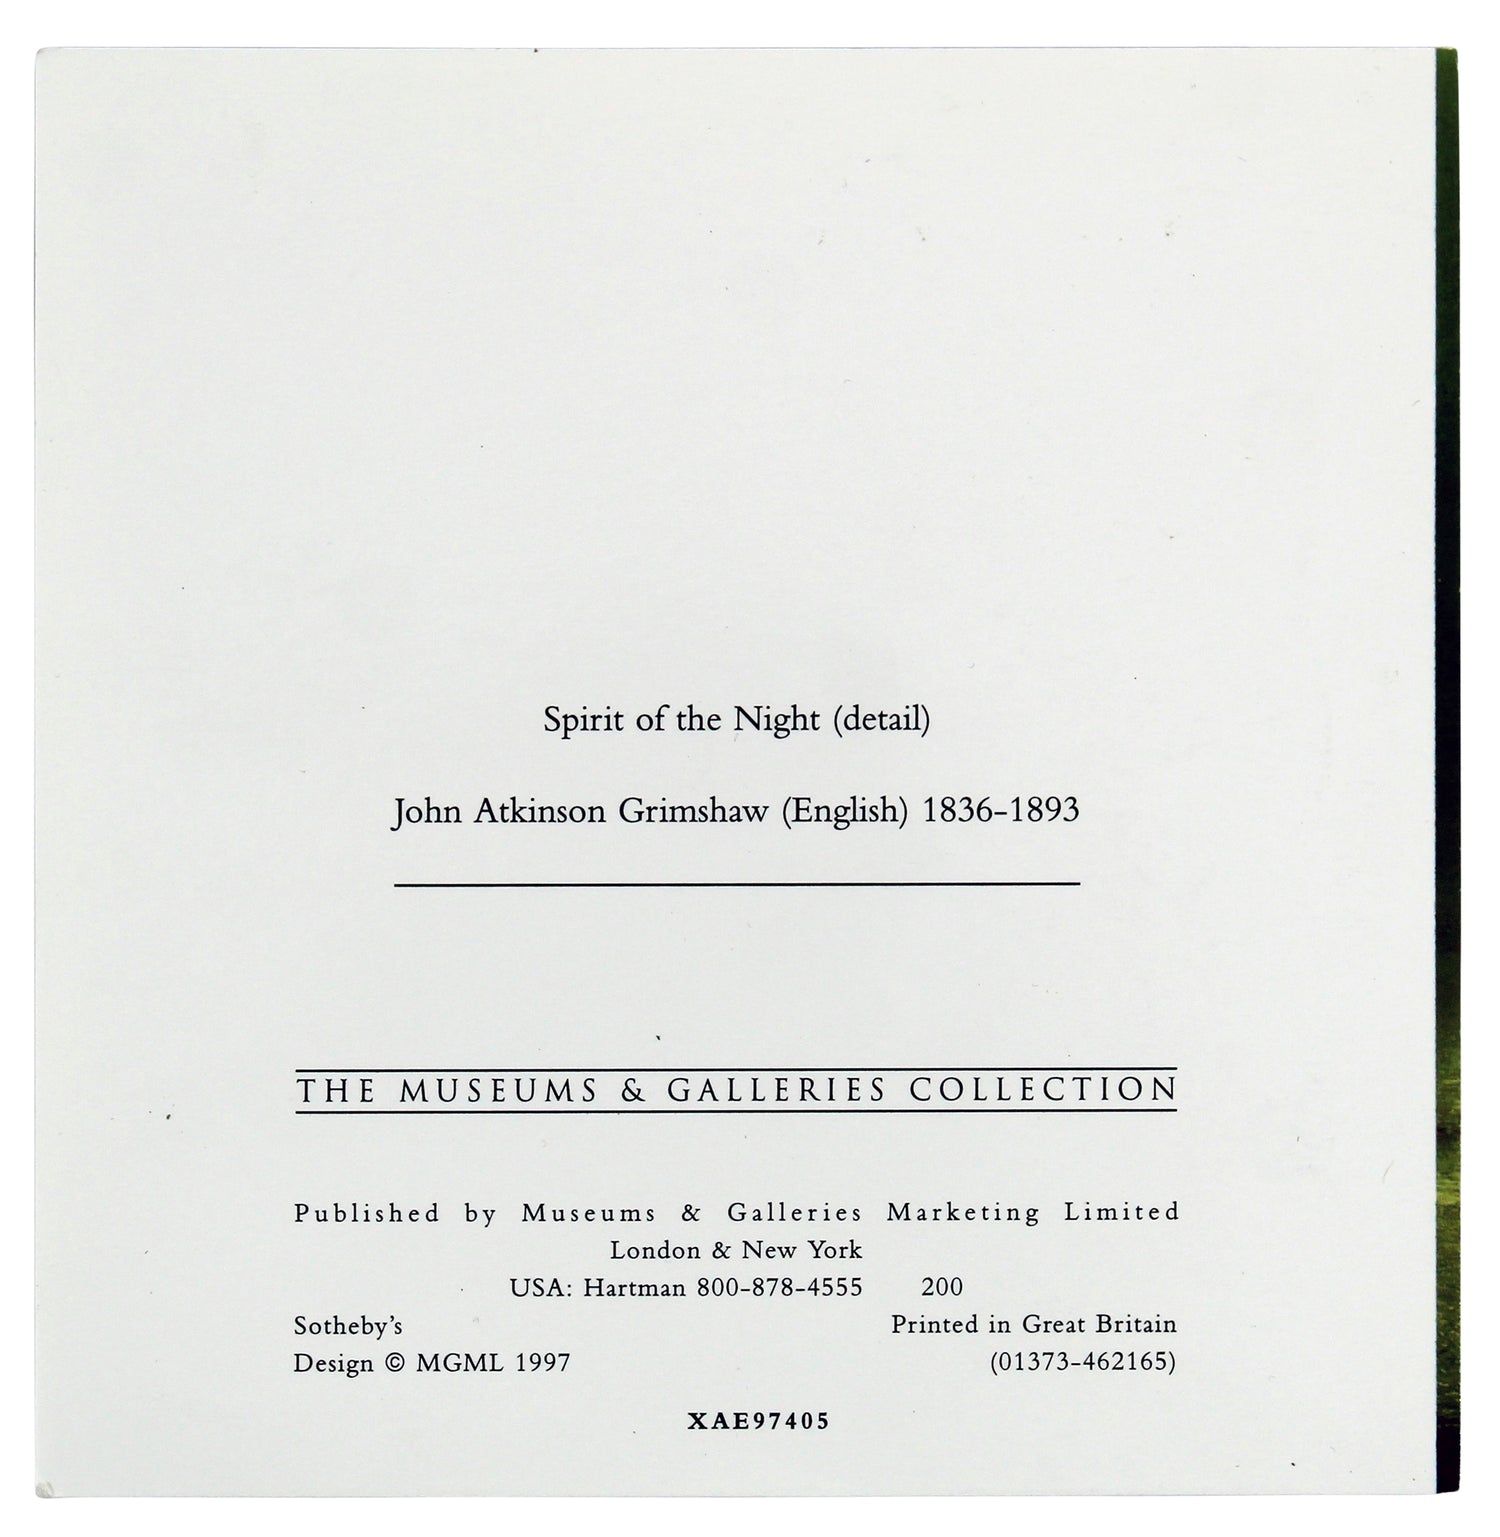 Spirit of the Night (detail)
John Atkinson Grimshaw (English) 1836-1893
THE MUSEUMS & GALLERIES COLLECTION
Published by Museums & Galleries Marketing Limited
London & New York
USA: Hartman 800-878-4555 200
Sotheby's Printed in Great Britain
Design © MGML 1997 (01373-462165)
XAE97405